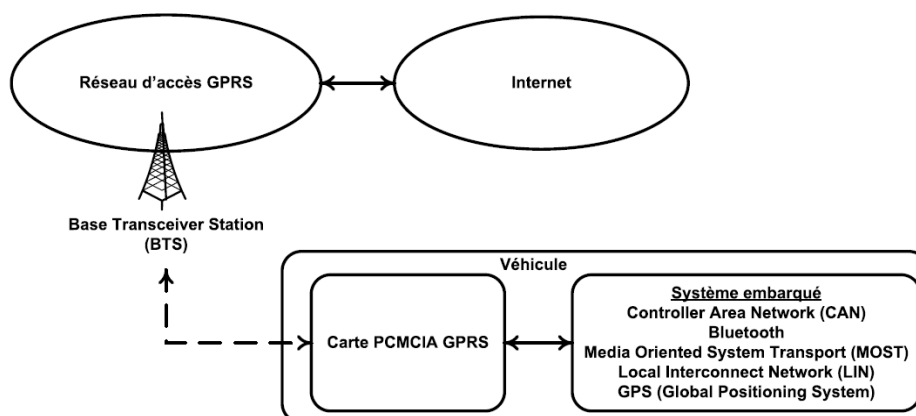 Réseau d'accès GPRS
Internet
Base Transceiver Station
(BTS)
Véhicule
Carte PCMCIA GPRS
Système embarqué
Controller Area Network (CAN)
Bluetooth
Media Oriented System Transport (MOST)
Local Interconnect Network (LIN)
GPS (Global Positioning System)